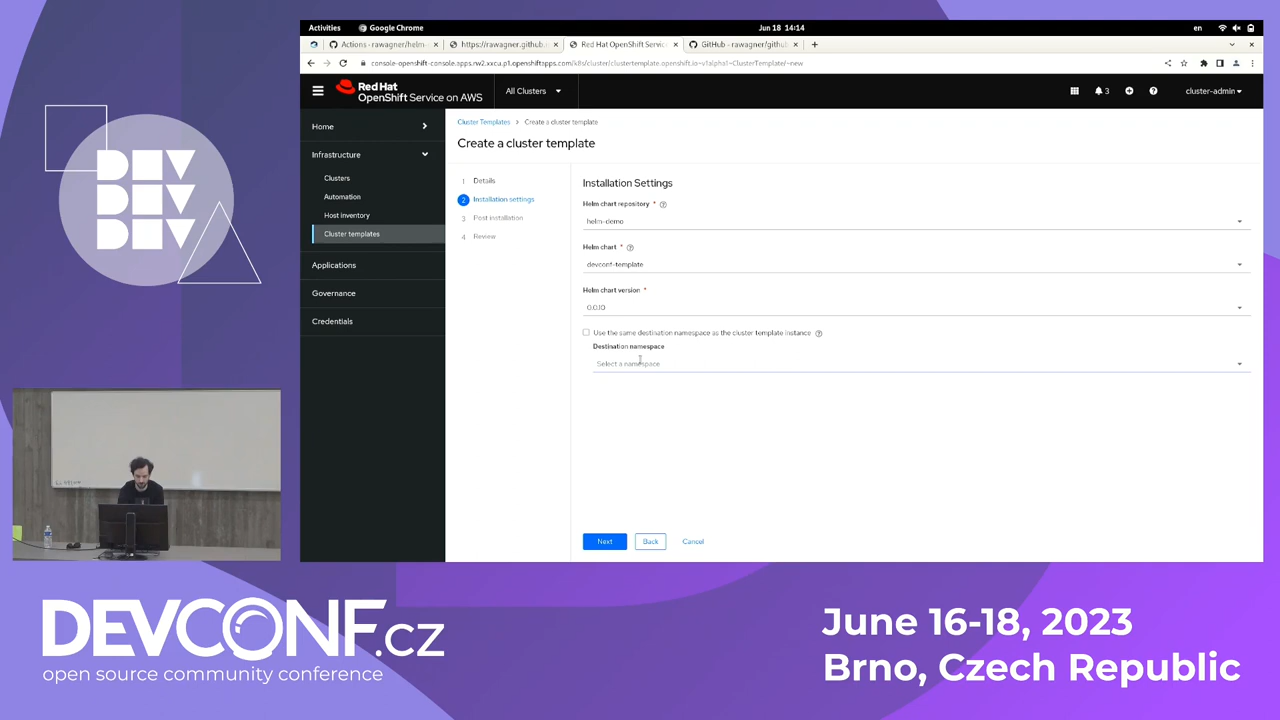 Activities
Google Chrome
Jun 18 14:14
en
Actions - rawagner/helm-
https://rawagner.github.
Red Hat OpenShift Servic
GitHub - rawagner/github
console-openshift-console.apps.rw2.xxcu.p1.openshiftapps.com/k8s/cluster/clustertemplate.openshift.io~v1alpha1~ClusterTemplate/~new
Red Hat
OpenShift Service on AWS
All Clusters
3
cluster-admin
Home
Infrastructure
Clusters
Automation
Host inventory
Cluster templates
Applications
Governance
Credentials
Cluster Templates > Create a cluster template
Create a cluster template
1 Details
2 Installation settings
3 Post installation
4 Review
Installation Settings
Helm chart repository *
helm-demo
Helm chart *
devconf-template
Helm chart version *
0.0.10
Use the same destination namespace as the cluster template instance
Destination namespace
Select a namespace
Next
Back
Cancel
DEV
DEV
DEV
DEVCONF.cz
open source community conference
June 16-18, 2023
Brno, Czech Republic